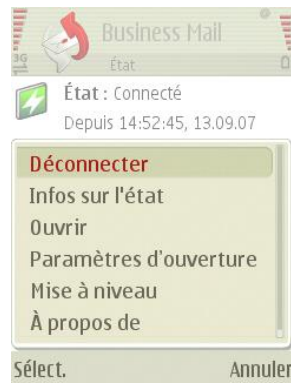 Business Mail
3G
État
État : Connecté
Depuis 14:52:45, 13.09.07
Déconnecter
Infos sur l'état
Ouvrir
Paramètres d'ouverture
Mise à niveau
À propos de
Sélect. Annuler